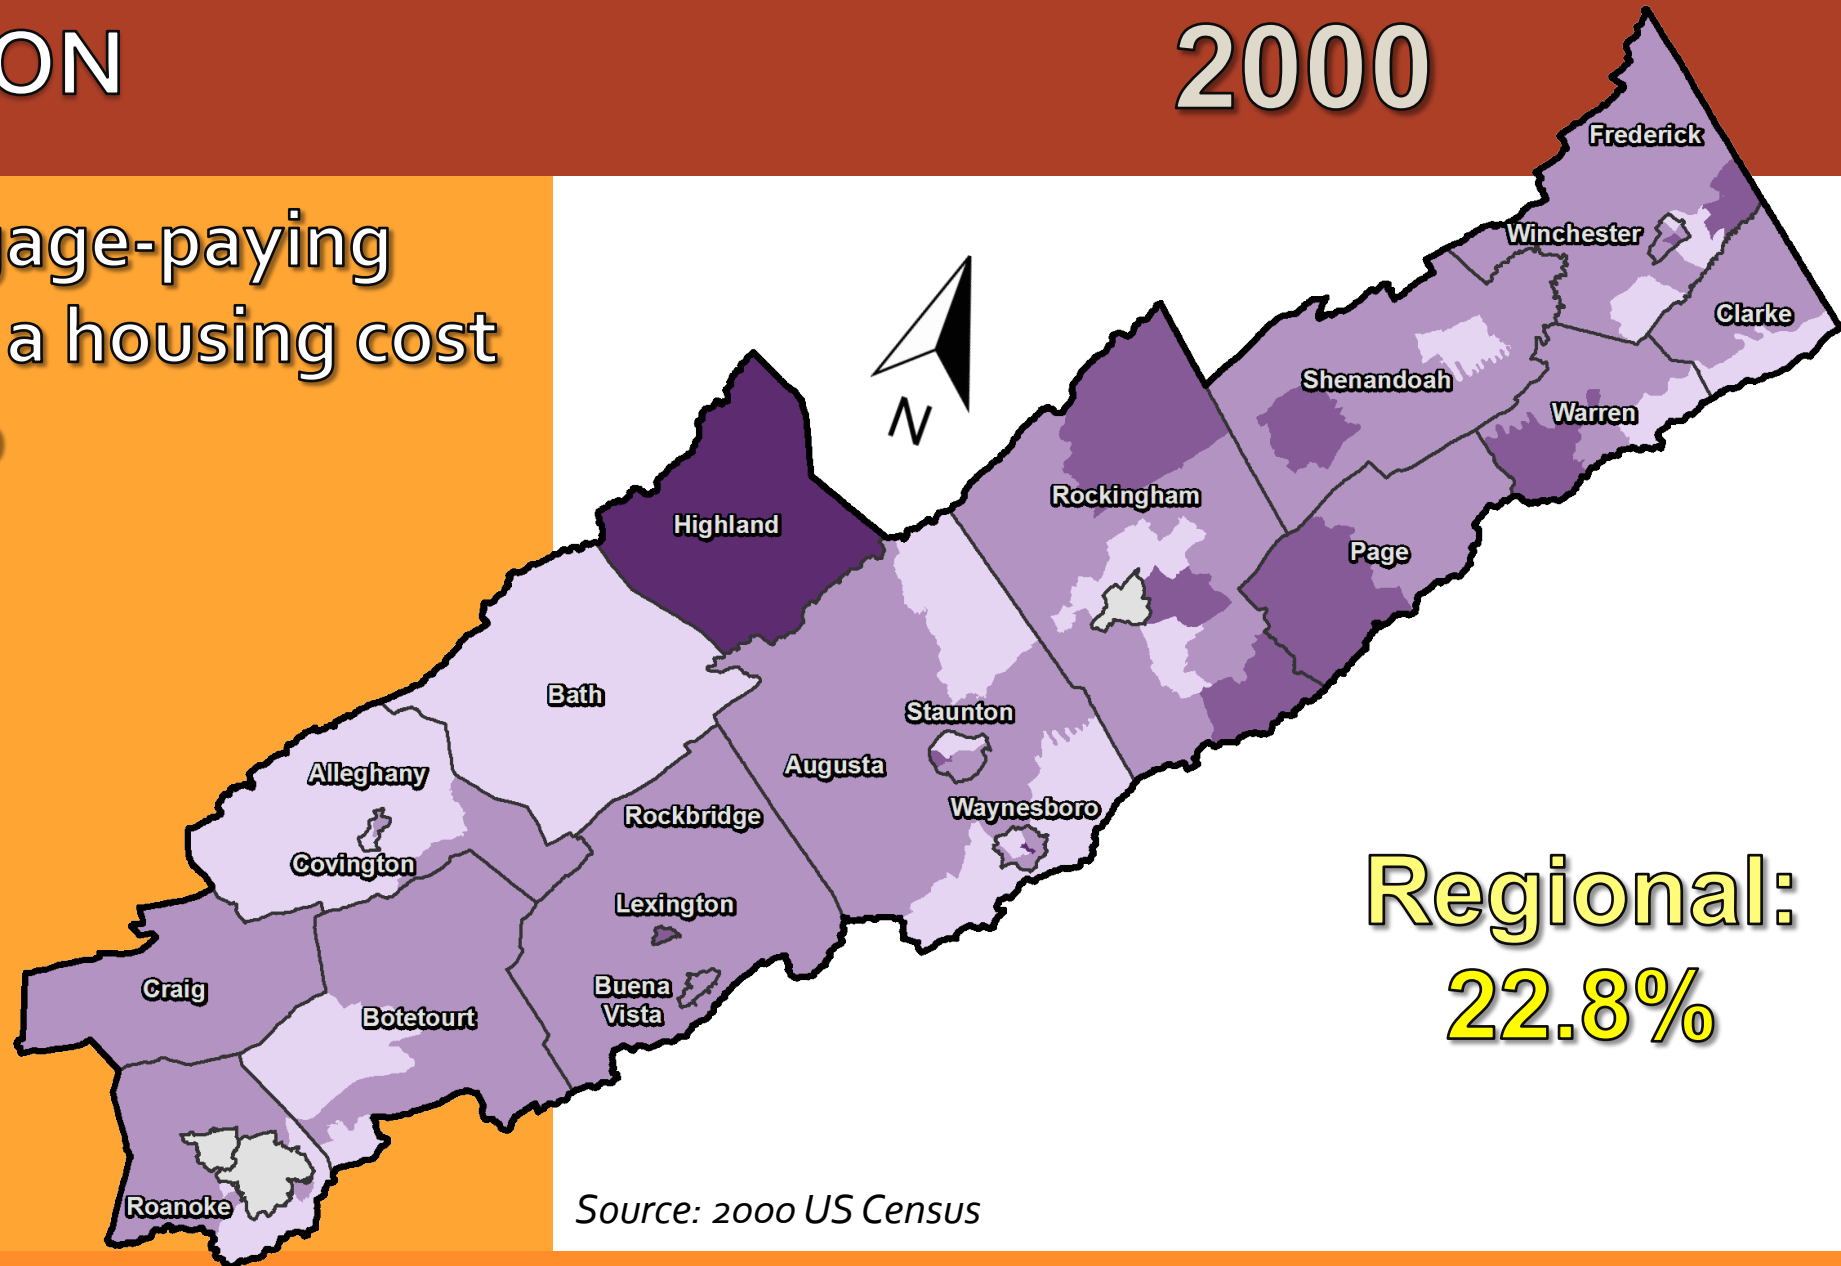 ON
2000
gage-paying
a housing cost
N
Frederick
Winchester
Clarke
Shenandoah
Warren
Rockingham
Highland
Page
Bath
Staunton
Augusta
Alleghany
Waynesboro
Rockbridge
Covington
Lexington
Craig
Buena
Vista
Botetourt
Roanoke
Regional:
22.8%
Source: 2000 US Census